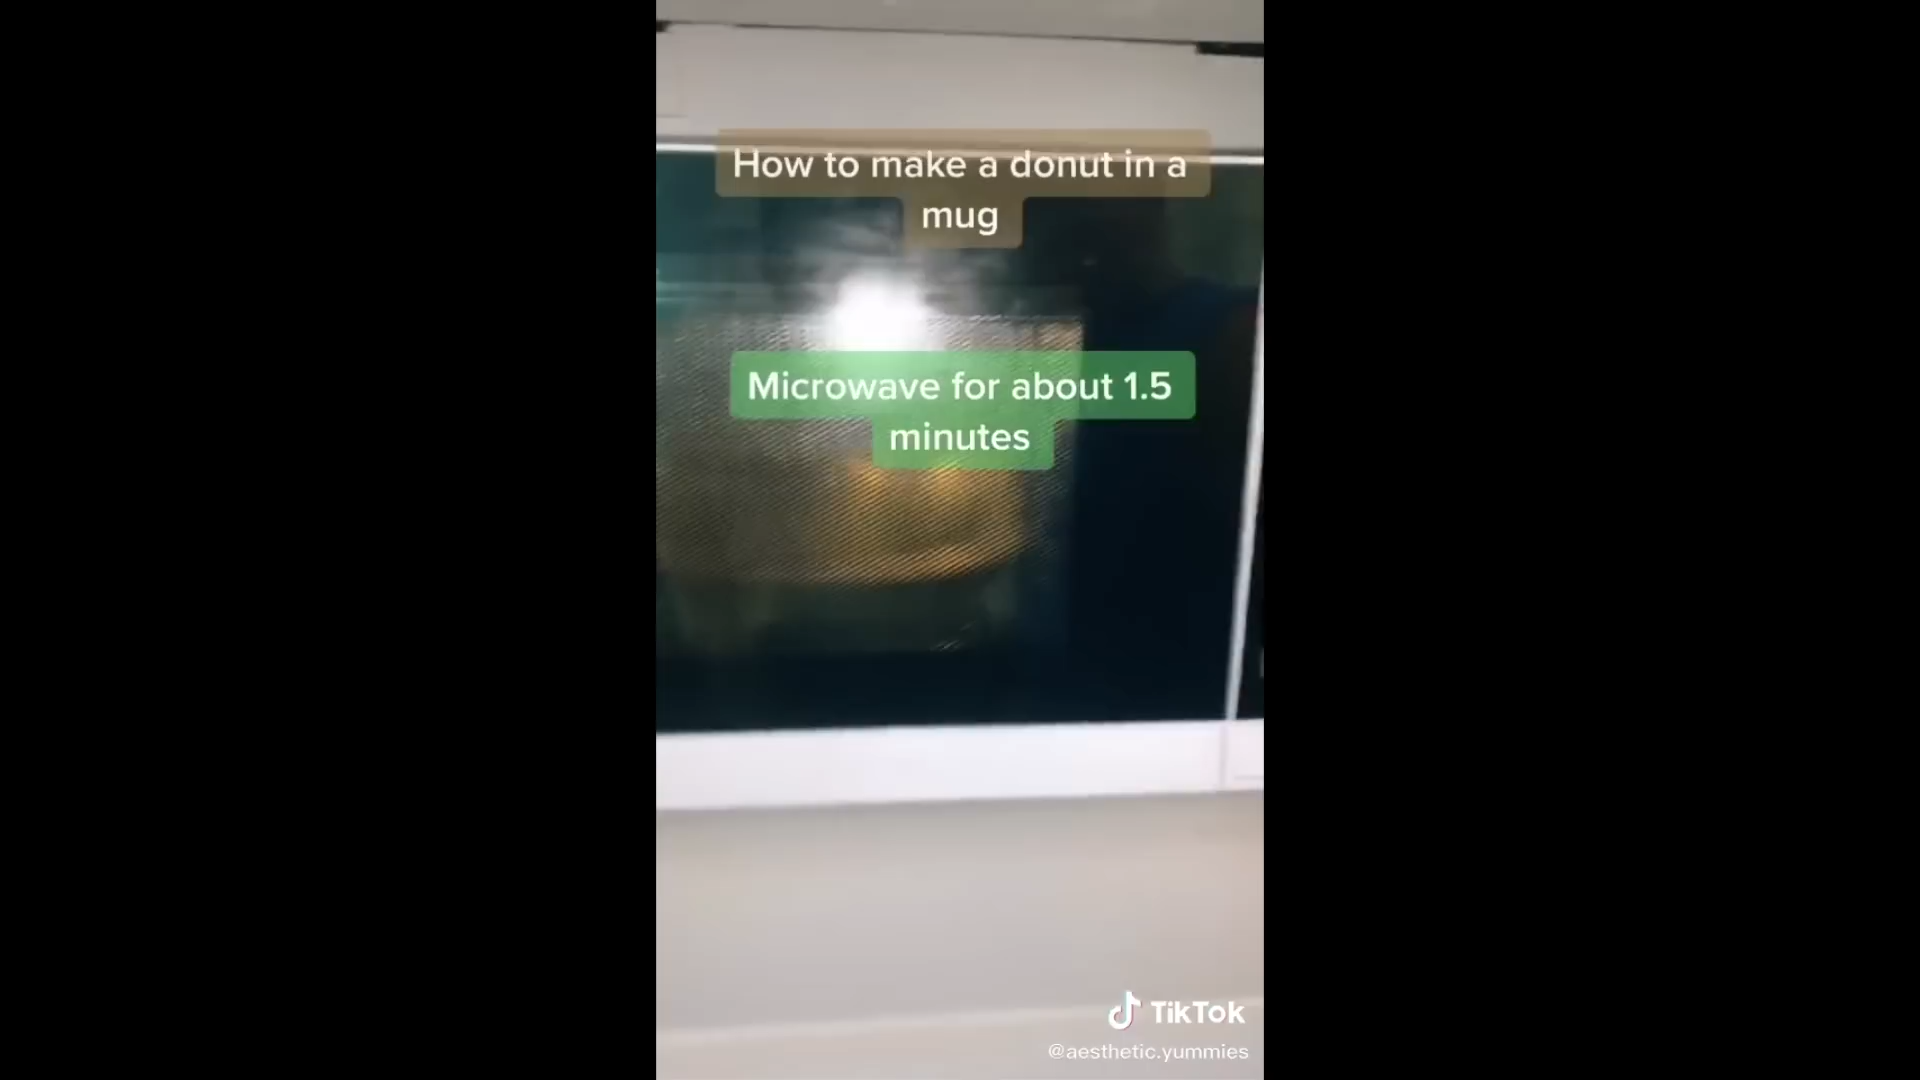 How to make a donut in a
mug
Microwave for about 1.5
minutes
TikTok
@aesthetic.yummies